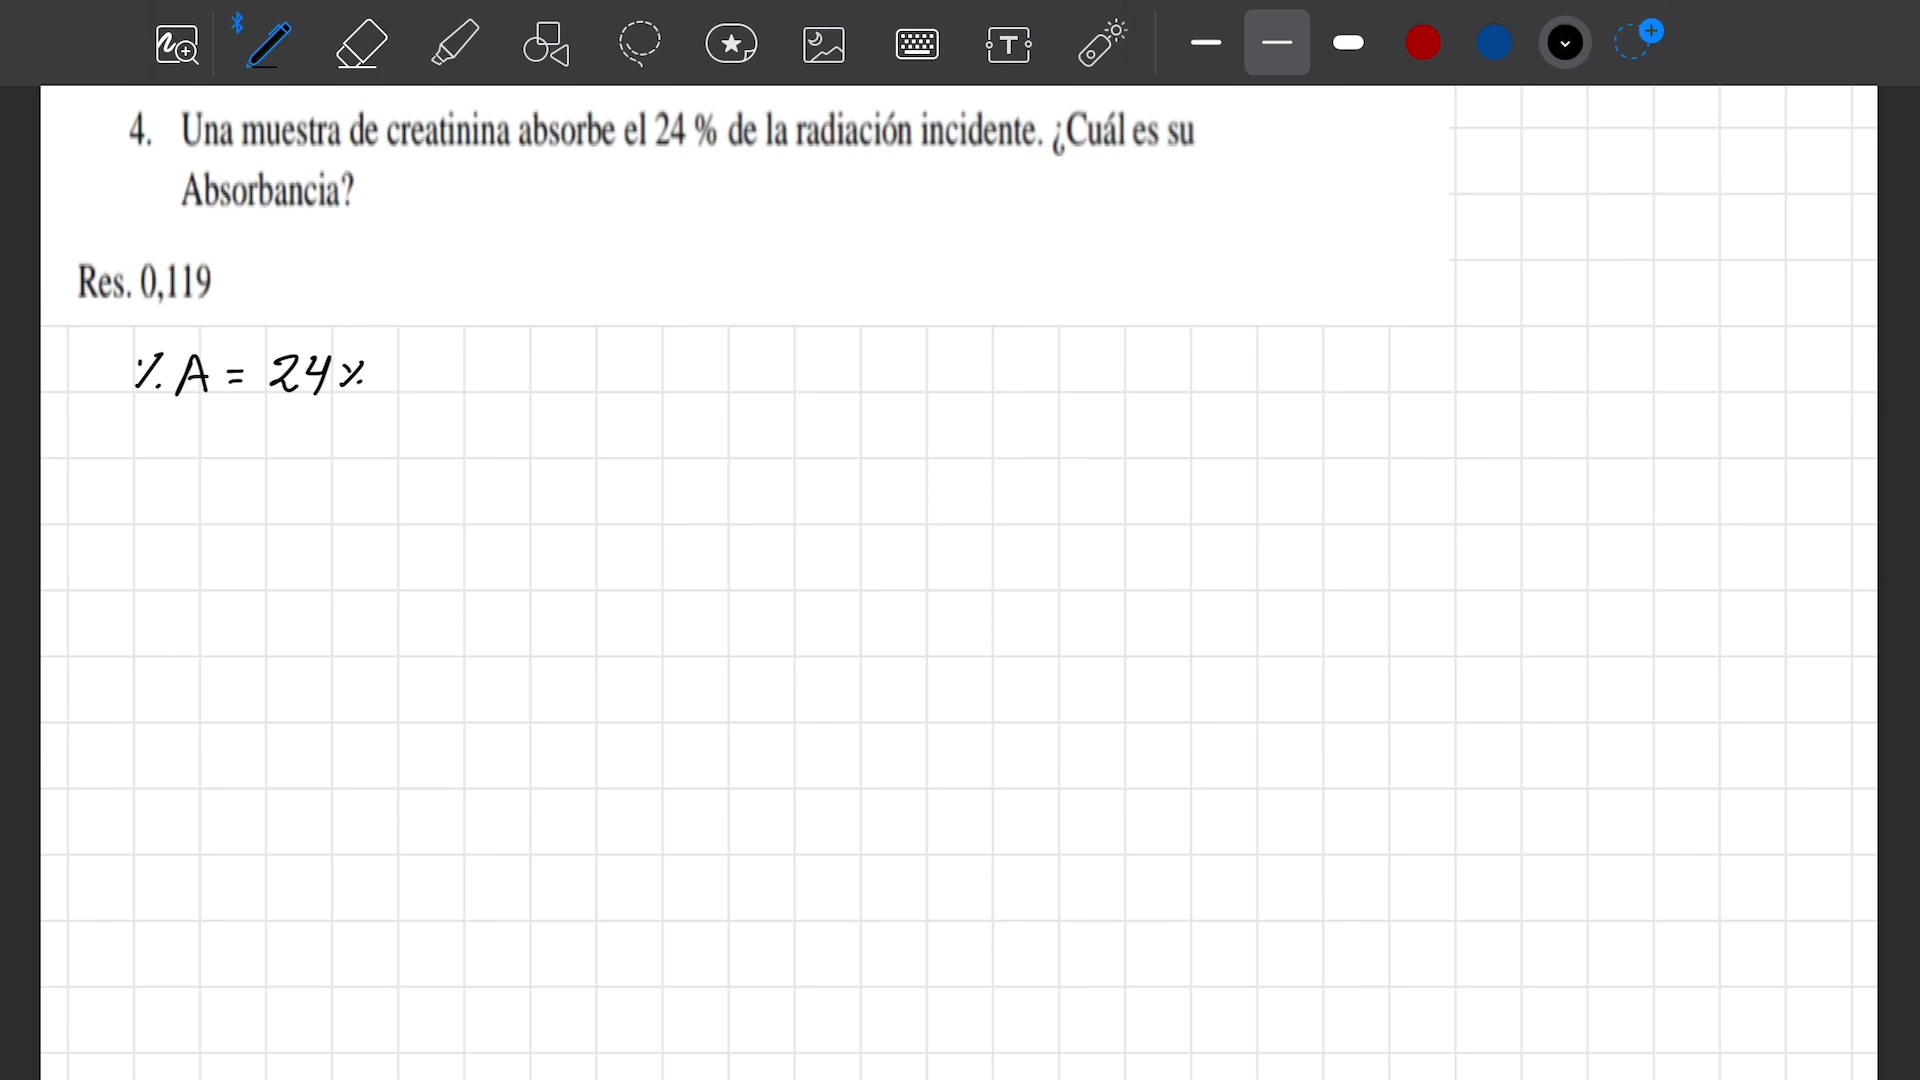 4. Una muestra de creatinina absorbe el 24 % de la radiación incidente. ¿Cuál es su
Absorbancia?
Res. 0,119
% A = 24 %